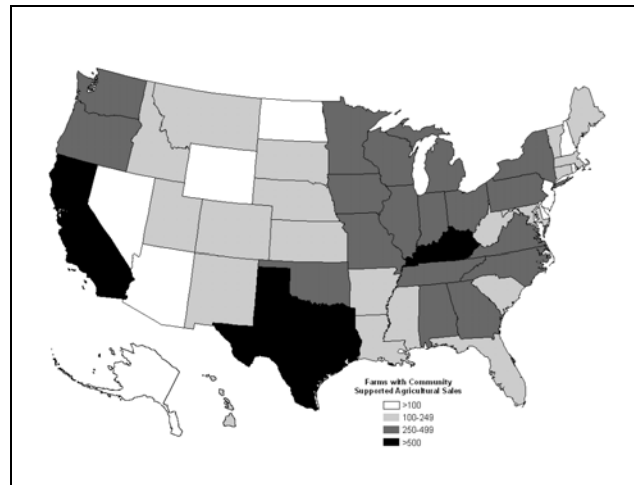 Farms with Community
Supported Agricultural Sales
>100
100-249
250-499
>500